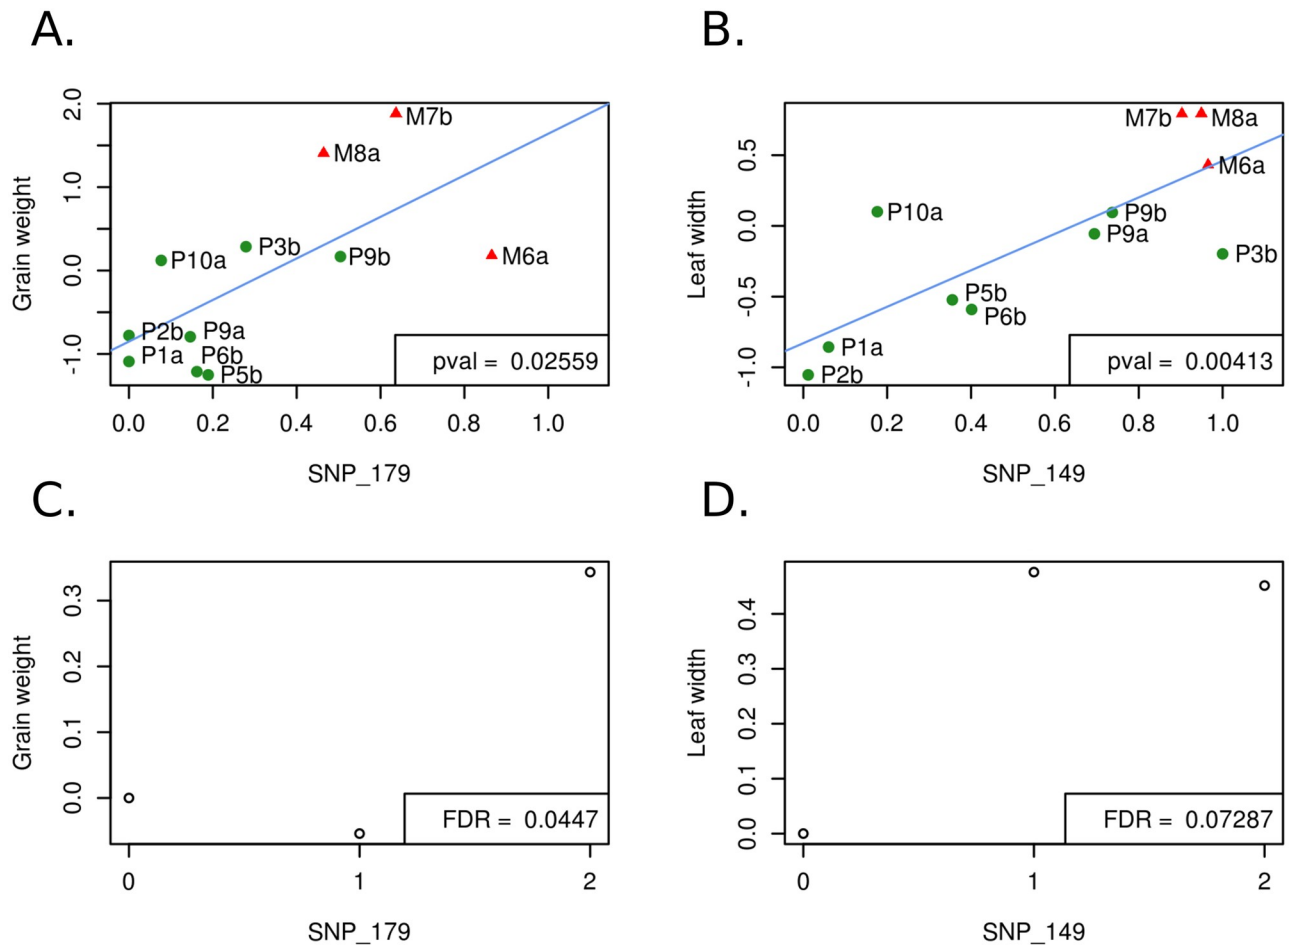 A.
B.
Grain weight
2.0
1.0
0.0
-1.0
M7b
M8a
P3b
P10a
P9b
M6a
P2b
P9a
P1a
P6b
P5b
pval = 0.02559
0.0 0.2 0.4 0.6 0.8 1.0
SNP_179
Leaf width
0.5
0.0
-0.5
-1.0
M7b
M8a
M6a
P10a
P9b
P9a
P3b
P5b
P6b
P1a
P2b
pval = 0.00413
0.0 0.2 0.4 0.6 0.8 1.0
SNP_149
C.
D.
Grain weight
0.3
0.2
0.1
0.0
FDR = 0.0447
0 1 2
SNP_179
Leaf width
0.4
0.3
0.2
0.1
0.0
FDR = 0.07287
0 1 2
SNP_149